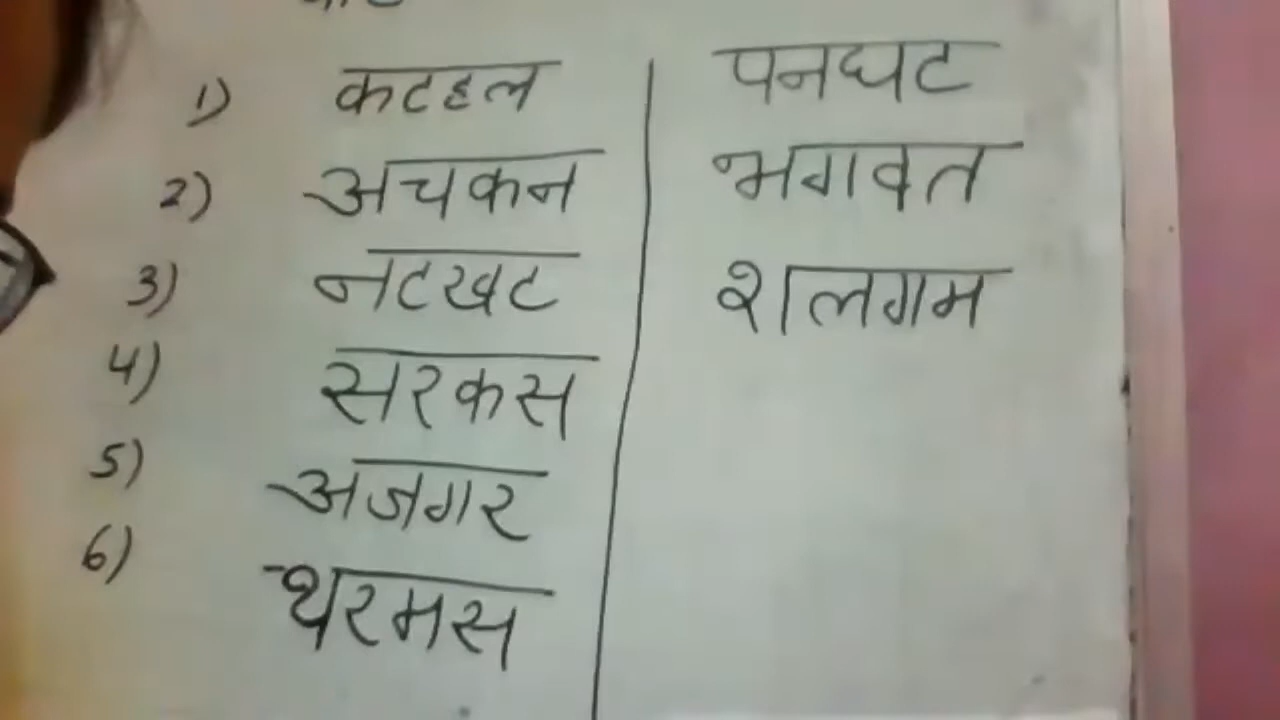 1) कटहल
2) अचकन
3) नटखट
4) सरकस
5) अजगर
6) थरमस
पनघट
भगवत
शलगम